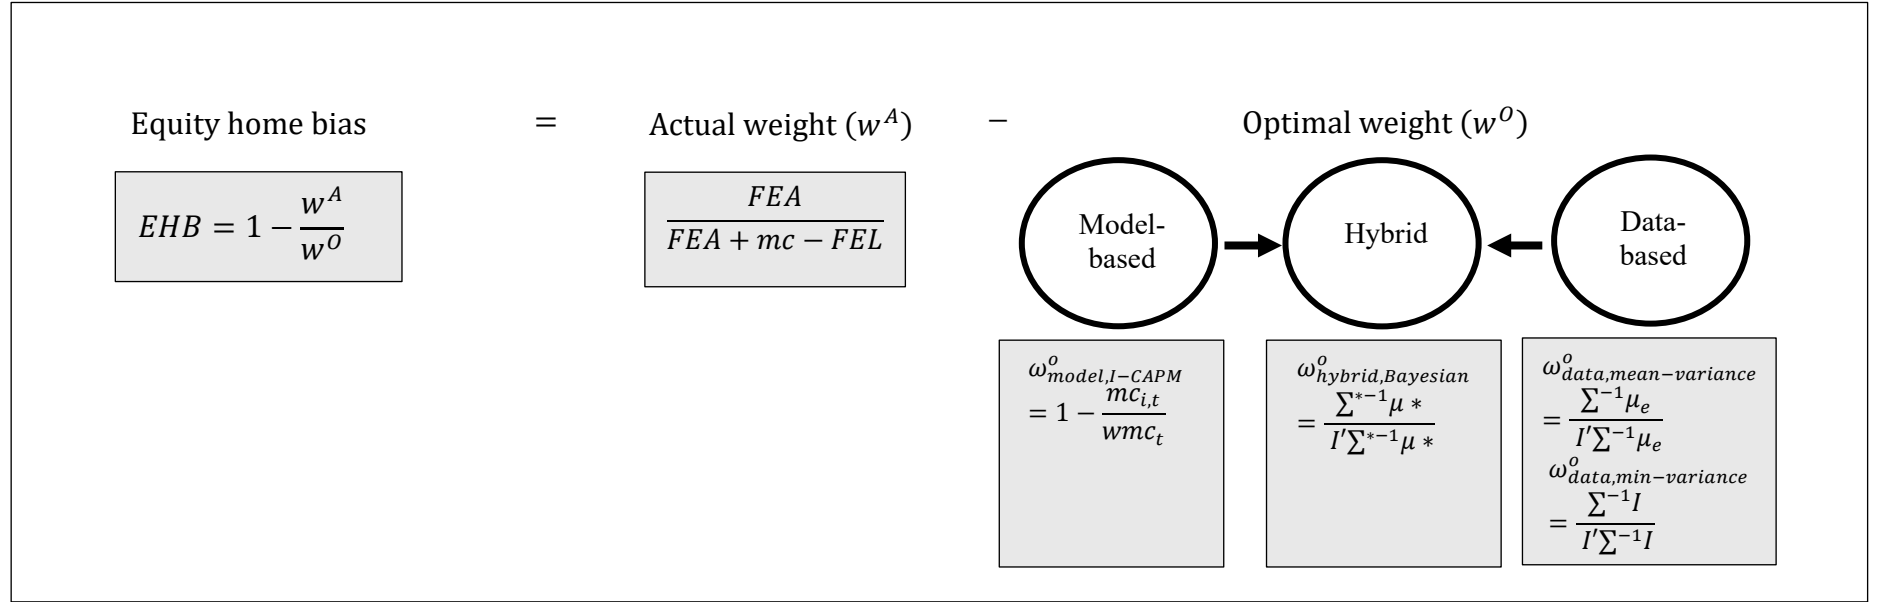 Equity home bias = Actual weight (w^A) − Optimal weight (w^O)
EHB = 1 − w^A / w^O
FEA / (FEA + mc − FEL)
Model-
based
Hybrid
Data-
based
ω^o_{model,I−CAPM}
= 1 − mc_{i,t} / wmc_t
ω^o_{hybrid,Bayesian}
= ∑^{*−1}μ* / I′∑^{*−1}μ*
ω^o_{data,mean−variance}
= ∑^{−1}μ_e / I′∑^{−1}μ_e
ω^o_{data,min−variance}
= ∑^{−1}I / I′∑^{−1}I